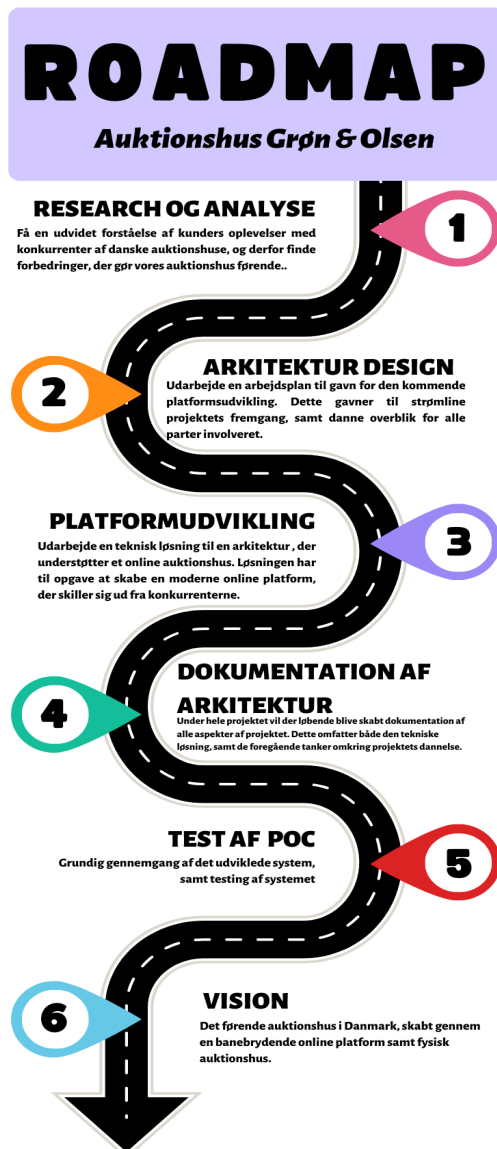 ROADMAP
Auktionshus Grøn & Olsen
RESEARCH OG ANALYSE
Få en udvidet forståelse af kunders oplevelser med
konkurrenter af danske auktionshuse, og derfor finde
forbedringer, der gør vores auktionshus førende..
1
ARKITEKTUR DESIGN
2
Udarbejde en arbejdsplan til gavn for den kommende
platformsudvikling. Dette gavner til strømline
projektets fremgang, samt danne overblik for alle
parter involveret.
PLATFORMUDVIKLING
3
Udarbejde en teknisk løsning til en arkitektur , der
understøtter et online auktionshus. Løsningen har
til opgave at skabe en moderne online platform,
der skiller sig ud fra konkurrenterne.
DOKUMENTATION AF
ARKITEKTUR
4
Under hele projektet vil der løbende blive skabt dokumentation af
alle aspekter af projektet. Dette omfatter både den tekniske
løsning, samt de foregående tanker omkring projektets dannelse.
TEST AF POC
5
Grundig gennemgang af det udviklede system,
samt testing af systemet
VISION
6
Det førende auktionshus i Danmark, skabt gennem
en banebrydende online platform samt fysisk
auktionshus.